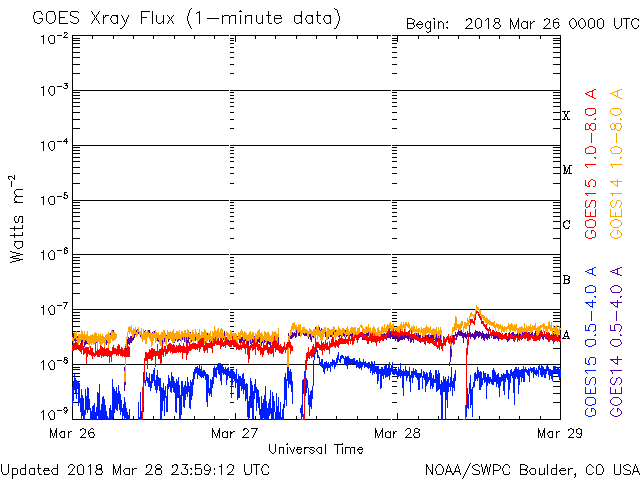 GOES Xray Flux (1-minute data)
Begin: 2018 Mar 26 0000 UTC
10⁻²
10⁻³
10⁻⁴
10⁻⁵
10⁻⁶
10⁻⁷
10⁻⁸
10⁻⁹
Watts m⁻²
X
M
C
B
A
GOES15 1.0-8.0 A
GOES14 1.0-8.0 A
GOES15 0.5-4.0 A
GOES14 0.5-4.0 A
Mar 26
Mar 27
Mar 28
Mar 29
Universal Time
Updated 2018 Mar 28 23:59:12 UTC
NOAA/SWPC Boulder, CO USA